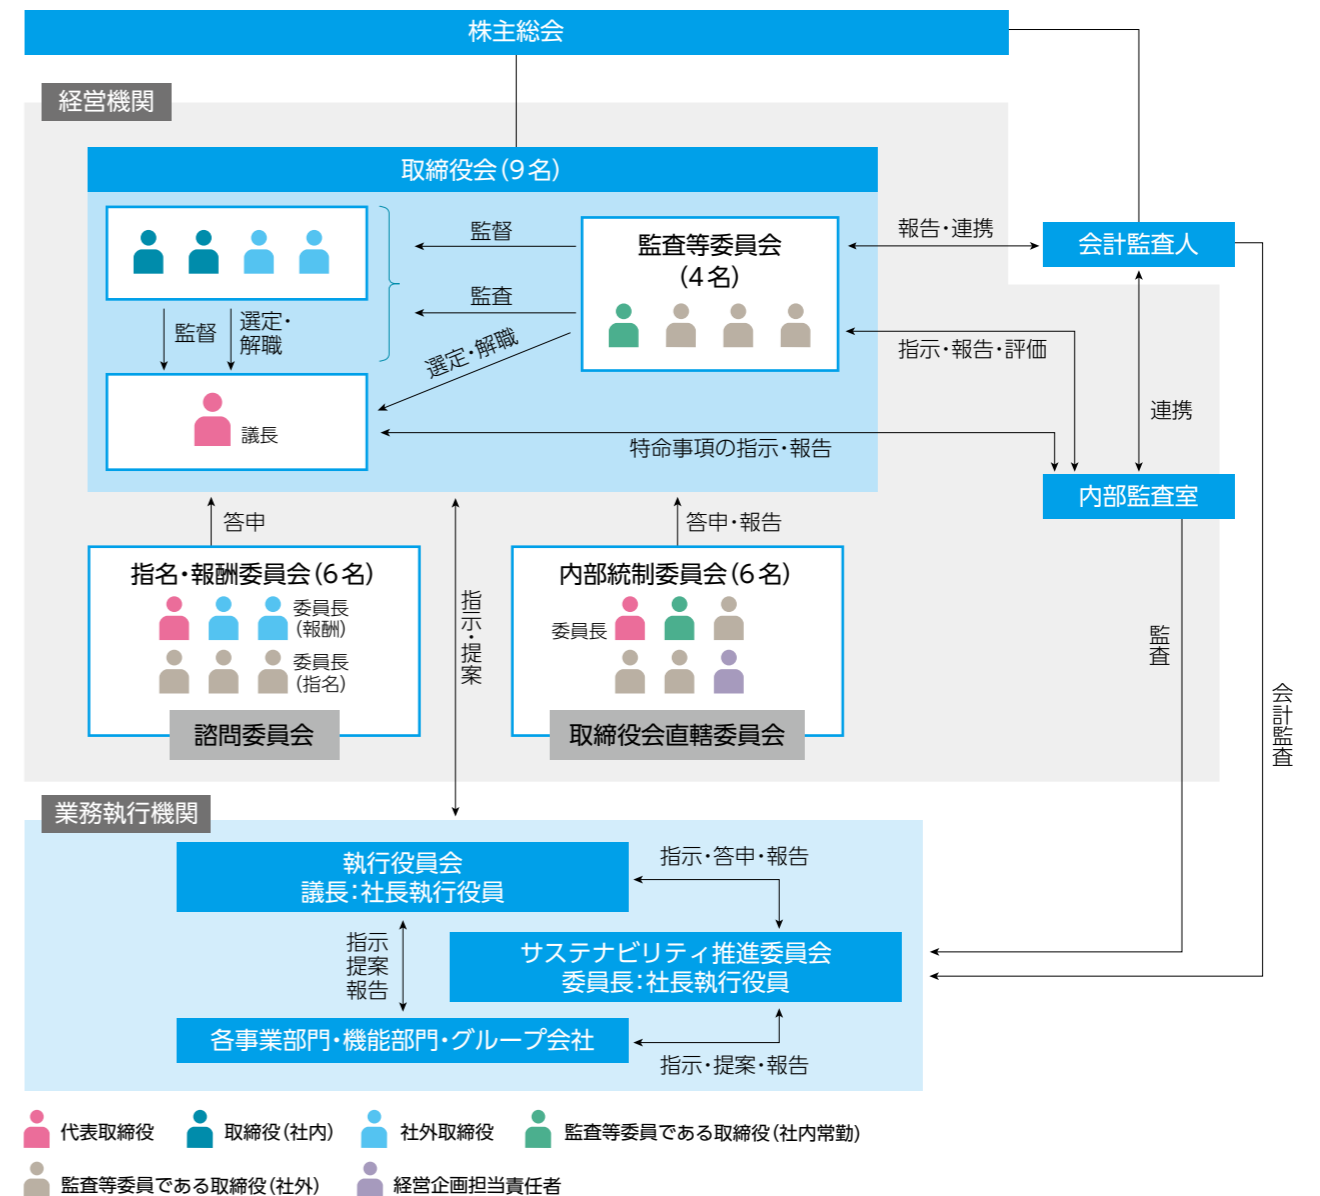 株主総会
経営機関
取締役会(9名)
監督
監査等委員会
(4名)
報告・連携
会計監査人
監査
監督
選定・
解職
選定・解職
指示・報告・評価
議長
特命事項の指示・報告
連携
内部監査室
答申
答申・報告
指名・報酬委員会(6名)
委員長
(報酬)
委員長
(指名)
諮問委員会
指示・提案
内部統制委員会(6名)
委員長
取締役会直轄委員会
監査
会計監査
業務執行機関
執行役員会
議長:社長執行役員
指示・答申・報告
指示
提案
報告
サステナビリティ推進委員会
委員長:社長執行役員
各事業部門・機能部門・グループ会社
指示・提案・報告
代表取締役
取締役(社内)
社外取締役
監査等委員である取締役(社内常勤)
監査等委員である取締役(社外)
経営企画担当責任者